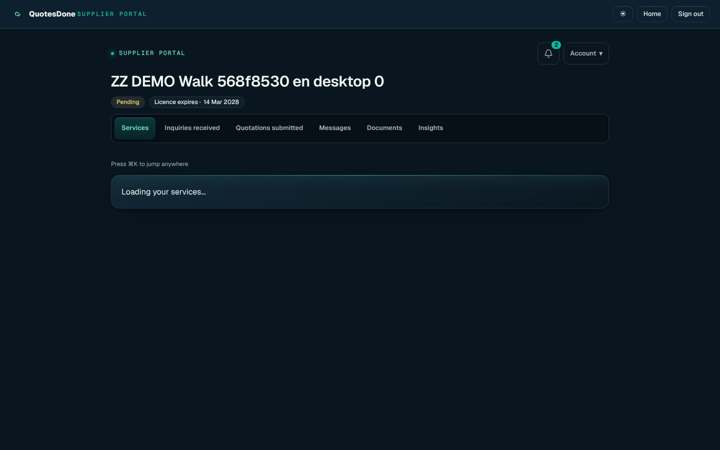 QuotesDone SUPPLIER PORTAL
Home
Sign out
SUPPLIER PORTAL
2
Account ▾
ZZ DEMO Walk 568f8530 en desktop 0
Pending
Licence expires · 14 Mar 2028
Services
Inquiries received
Quotations submitted
Messages
Documents
Insights
Press ⌘K to jump anywhere
Loading your services…